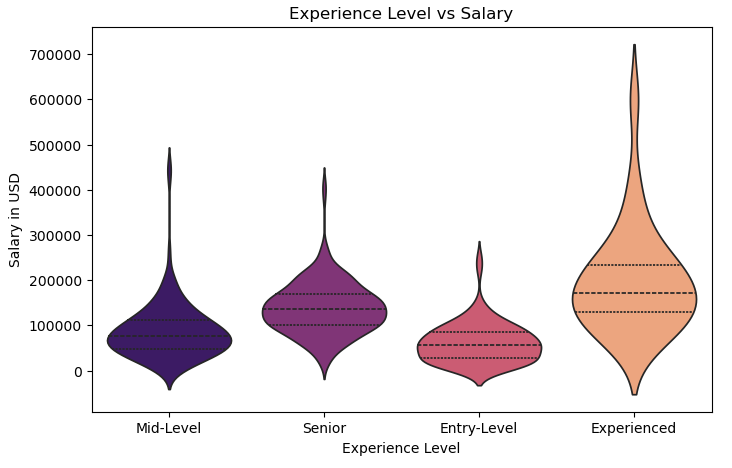 Experience Level vs Salary
700000
600000
500000
400000
300000
200000
100000
0
Salary in USD
Mid-Level Senior Entry-Level Experienced
Experience Level